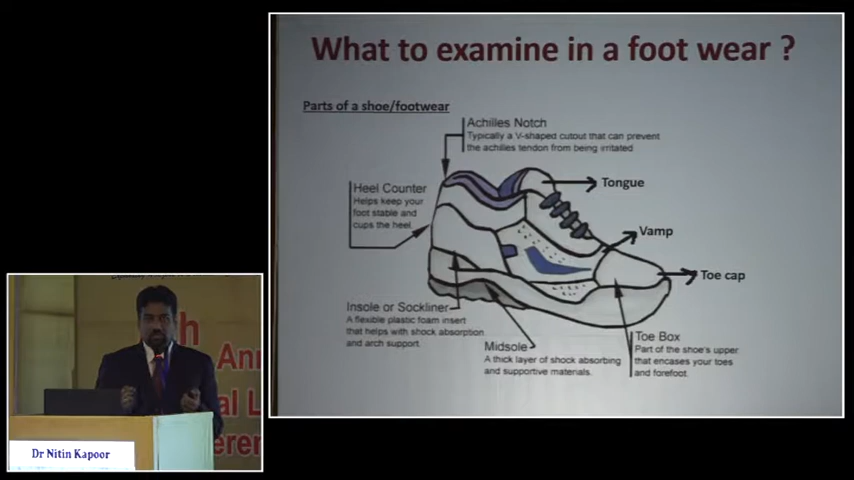 What to examine in a foot wear ?
Parts of a shoe/footwear
Achilles Notch
Typically a V-shaped cutout that can prevent
the achilles tendon from being irritated
Heel Counter
Helps keep your
foot stable and
cups the heel
Tongue
Vamp
Toe cap
Insole or Sockliner
A flexible plastic foam insert
that helps with shock absorption
and arch support.
Midsole
A thick layer of shock absorbing
and supportive materials.
Toe Box
Part of the shoe's upper
that encases your toes
and forefoot.
th
Ann
al L
eren
Dr Nitin Kapoor